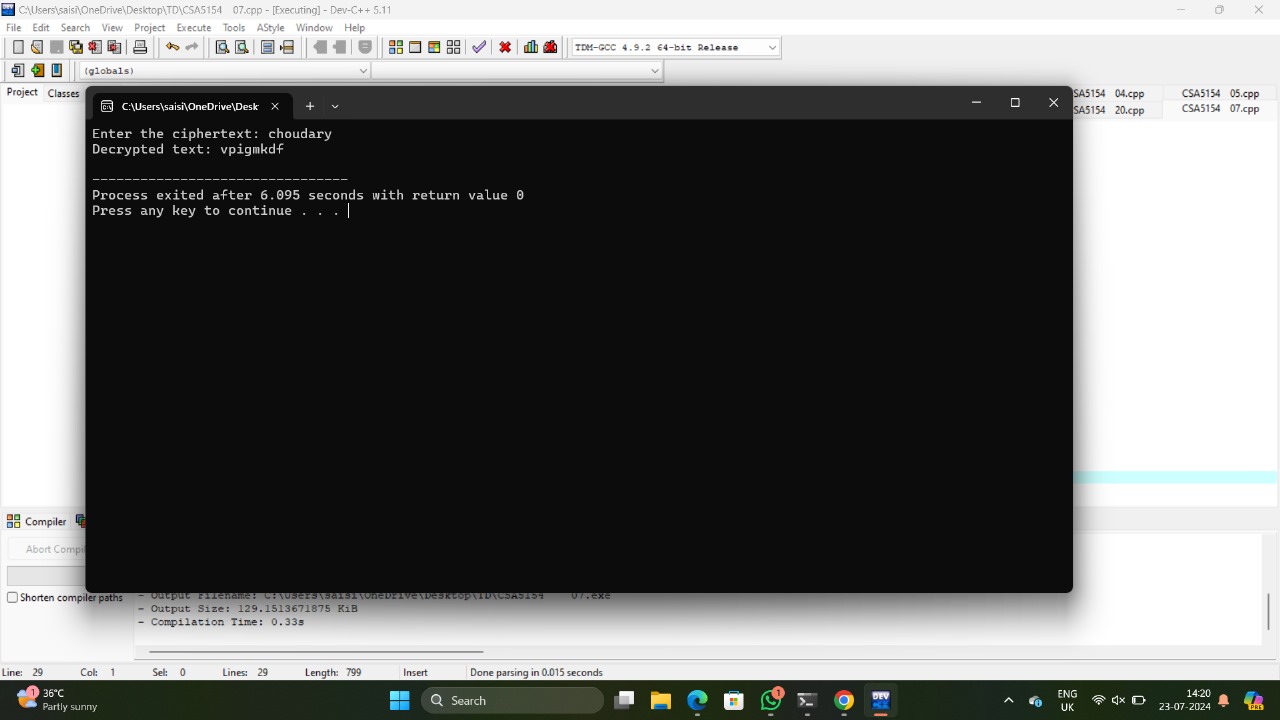 C:\Users\saisi\OneDrive\Desktop\TD\CSA5154    07.cpp - [Executing] - Dev-C++ 5.11
File Edit Search View Project Execute Tools AStyle Window Help
TDM-GCC 4.9.2 64-bit Release
(globals)
Project Classes
CSA5154    04.cpp CSA5154    05.cpp
CSA5154    20.cpp CSA5154    07.cpp
C:\Users\saisi\OneDrive\Desk
Enter the ciphertext: choudary
Decrypted text: vpigmkdf
--------------------------------
Process exited after 6.095 seconds with return value 0
Press any key to continue . . .
Compiler
Abort Compil
Shorten compiler paths
- Output Filename: C:\Users\saisi\OneDrive\Desktop\TD\CSA5154    07.exe
- Output Size: 129.1513671875 KiB
- Compilation Time: 0.33s
Line: 29 Col: 1 Sel: 0 Lines: 29 Length: 799 Insert Done parsing in 0.015 seconds
1
36°C
Partly sunny
Search
1
DEV
ENG
UK
14:20
23-07-2024
PRE